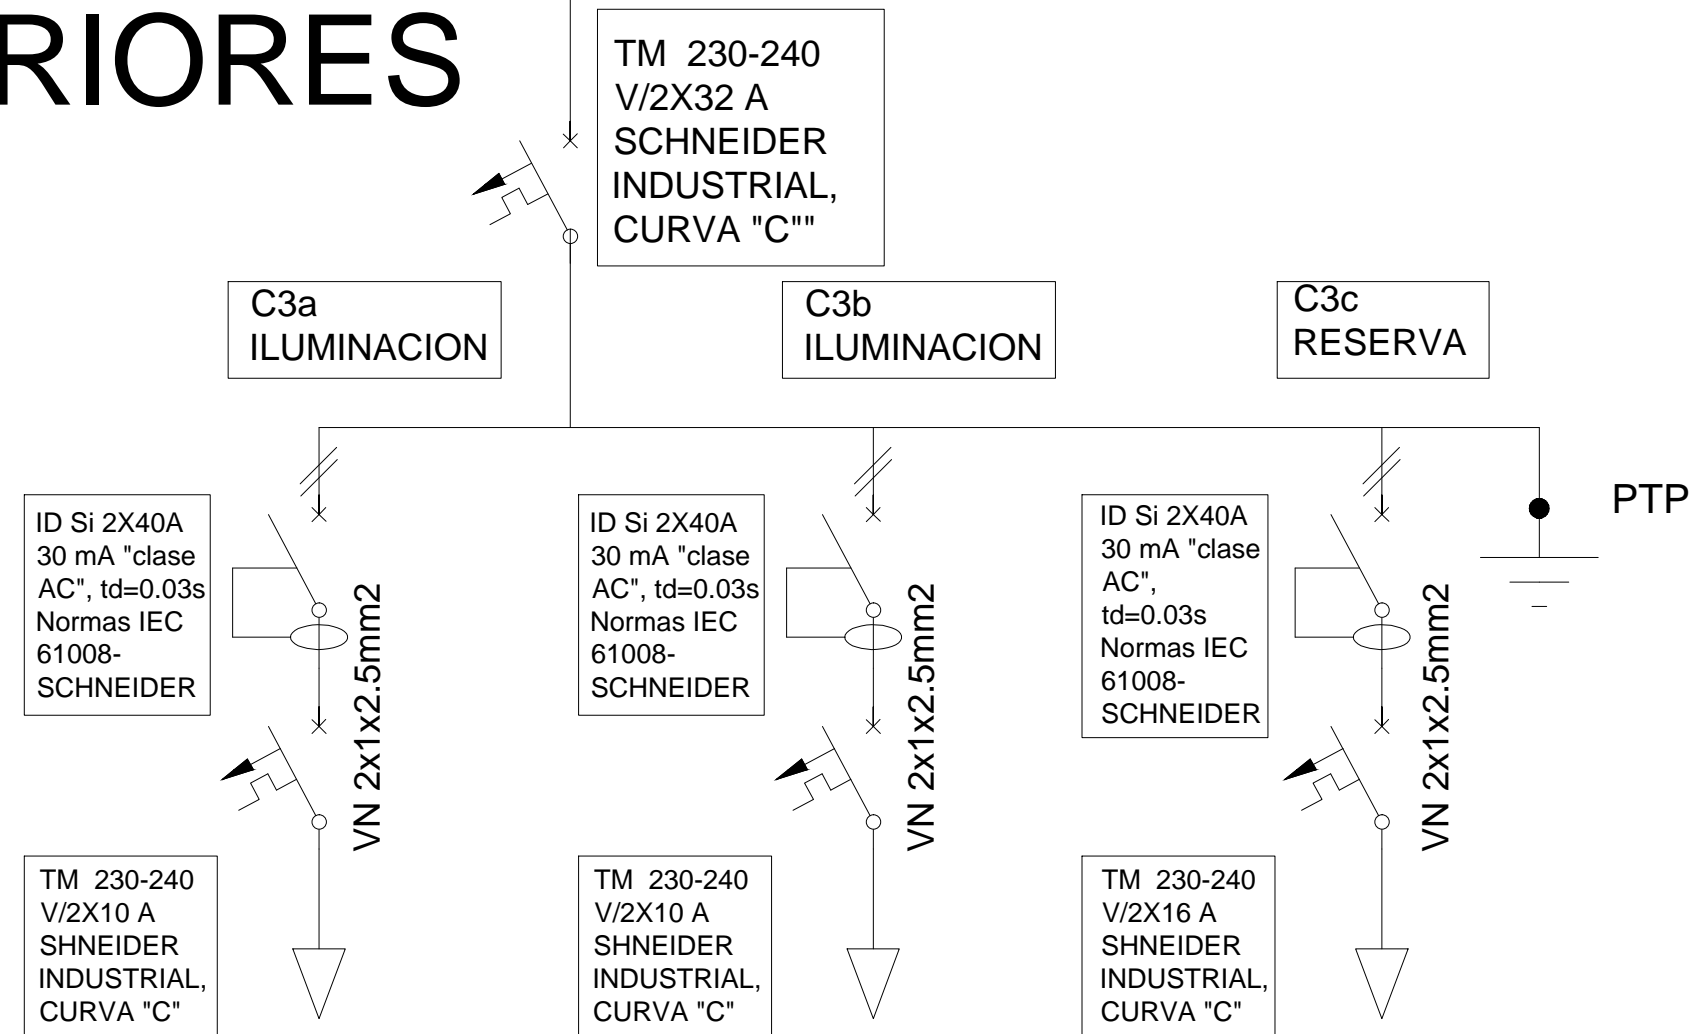 RIORES
TM 230-240
V/2X32 A
SCHNEIDER
INDUSTRIAL,
CURVA "C""
C3a
ILUMINACION
C3b
ILUMINACION
C3c
RESERVA
PTP
ID Si 2X40A
30 mA "clase
AC", td=0.03s
Normas IEC
61008-
SCHNEIDER
VN 2x1x2.5mm2
ID Si 2X40A
30 mA "clase
AC", td=0.03s
Normas IEC
61008-
SCHNEIDER
VN 2x1x2.5mm2
ID Si 2X40A
30 mA "clase
AC",
td=0.03s
Normas IEC
61008-
SCHNEIDER
VN 2x1x2.5mm2
TM 230-240
V/2X10 A
SHNEIDER
INDUSTRIAL,
CURVA "C"
TM 230-240
V/2X10 A
SHNEIDER
INDUSTRIAL,
CURVA "C"
TM 230-240
V/2X16 A
SHNEIDER
INDUSTRIAL,
CURVA "C"